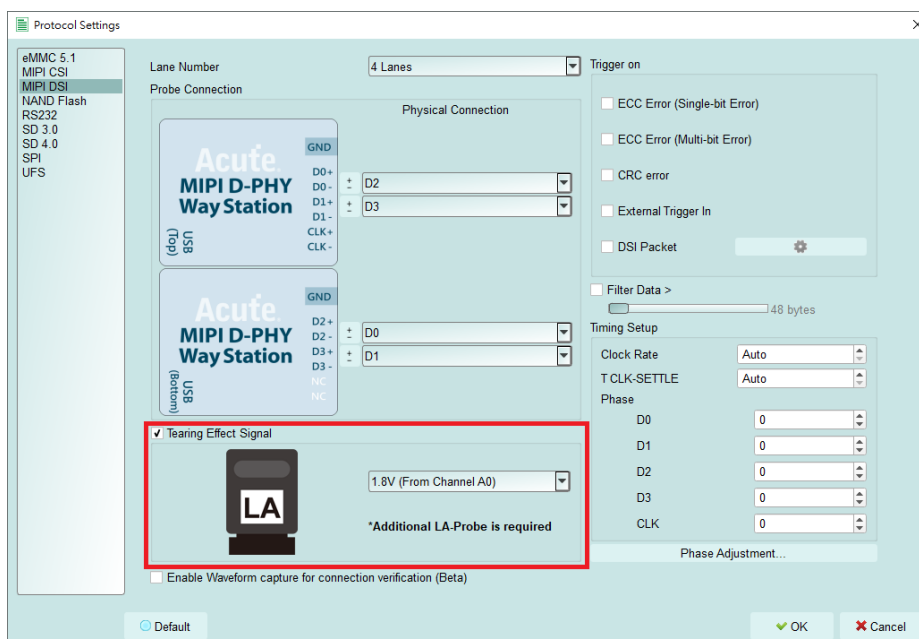 Protocol Settings
eMMC 5.1
MIPI CSI
MIPI DSI
NAND Flash
RS232
SD 3.0
SD 4.0
SPI
UFS
Lane Number
4 Lanes
Probe Connection
Physical Connection
Acute
MIPI D-PHY
Way Station
USB
(Top)
GND
D0+
D0-
D1+
D1-
CLK+
CLK-
+
-
D2
+
-
D3
Acute
MIPI D-PHY
Way Station
USB
(Bottom)
GND
D2+
D2-
D3+
D3-
NC
NC
+
-
D0
+
-
D1
Tearing Effect Signal
LA
1.8V (From Channel A0)
*Additional LA-Probe is required
Enable Waveform capture for connection verification (Beta)
Trigger on
ECC Error (Single-bit Error)
ECC Error (Multi-bit Error)
CRC error
External Trigger In
DSI Packet
Filter Data >
48 bytes
Timing Setup
Clock Rate
Auto
T CLK-SETTLE
Auto
Phase
D0
0
D1
0
D2
0
D3
0
CLK
0
Phase Adjustment...
Default
OK
Cancel